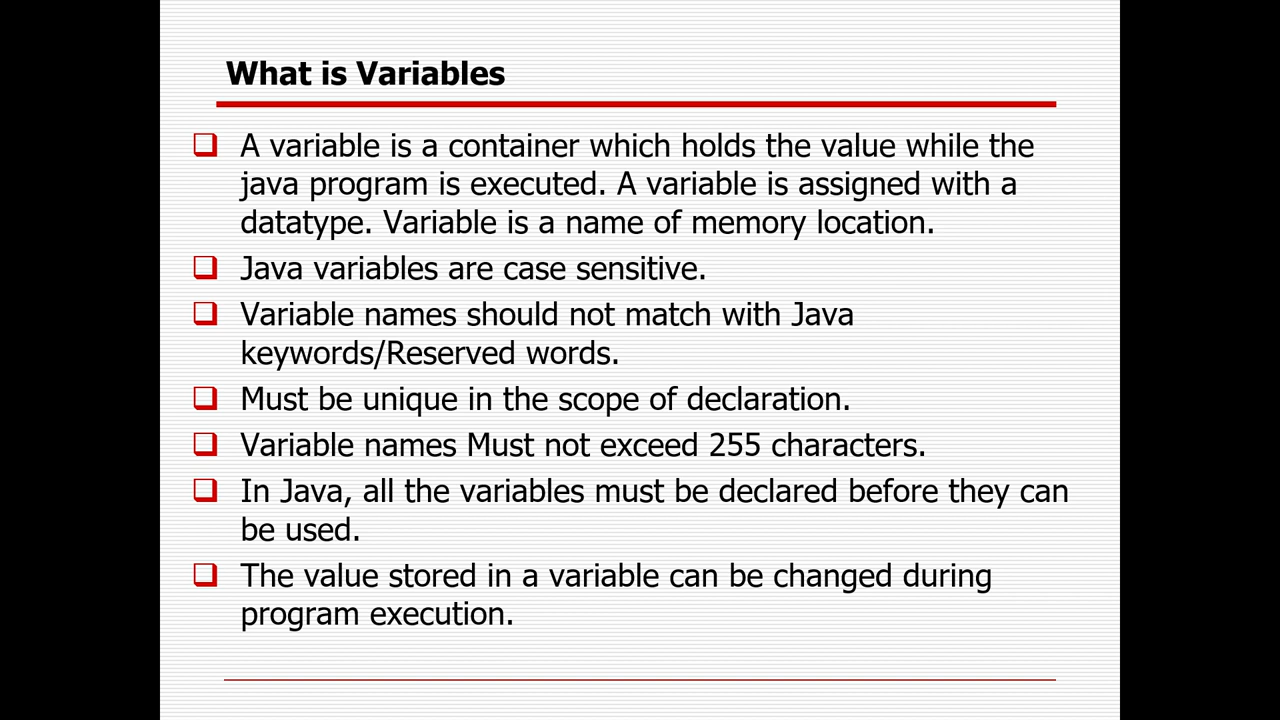 What is Variables
A variable is a container which holds the value while the
java program is executed. A variable is assigned with a
datatype. Variable is a name of memory location.
Java variables are case sensitive.
Variable names should not match with Java
keywords/Reserved words.
Must be unique in the scope of declaration.
Variable names Must not exceed 255 characters.
In Java, all the variables must be declared before they can
be used.
The value stored in a variable can be changed during
program execution.